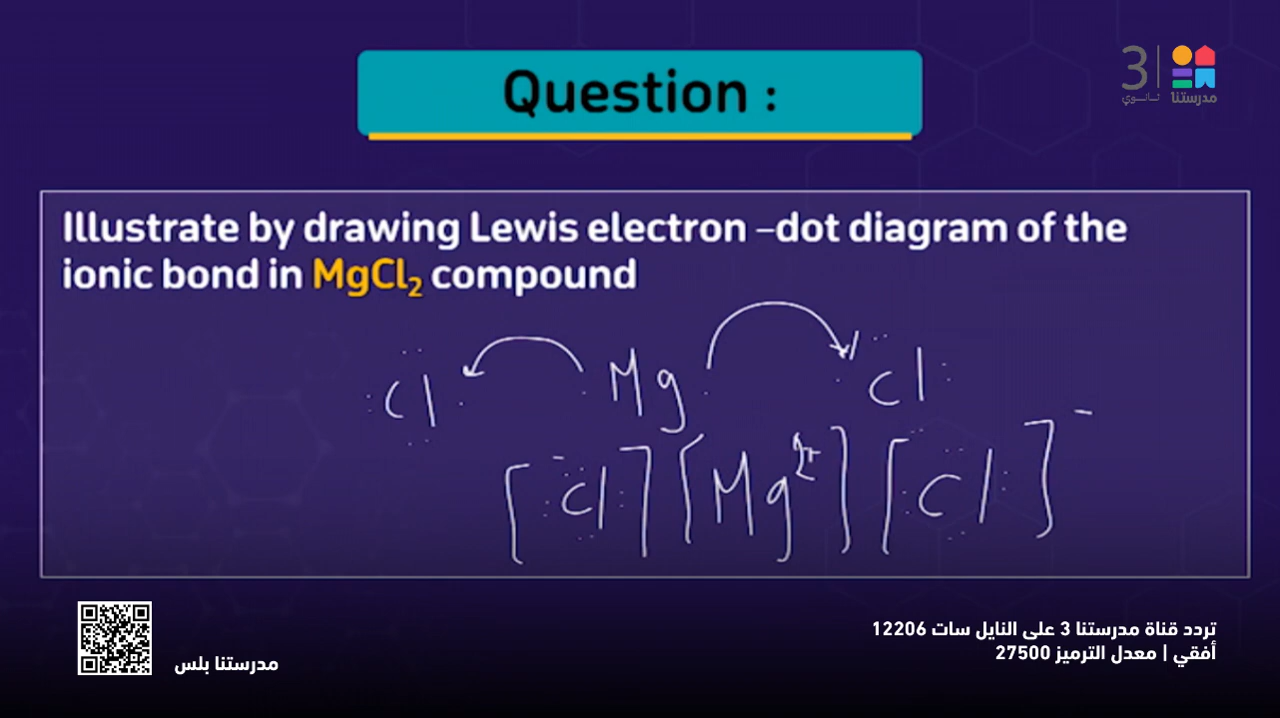 Question :
3
ثانوي
مدرستنا
Illustrate by drawing Lewis electron –dot diagram of the
ionic bond in MgCl₂ compound
Cl Mg Cl
[Cl]⁻ [Mg²⁺] [Cl]⁻
تردد قناة مدرستنا 3 على النايل سات 12206
أفقي | معدل الترميز 27500
مدرستنا بلس